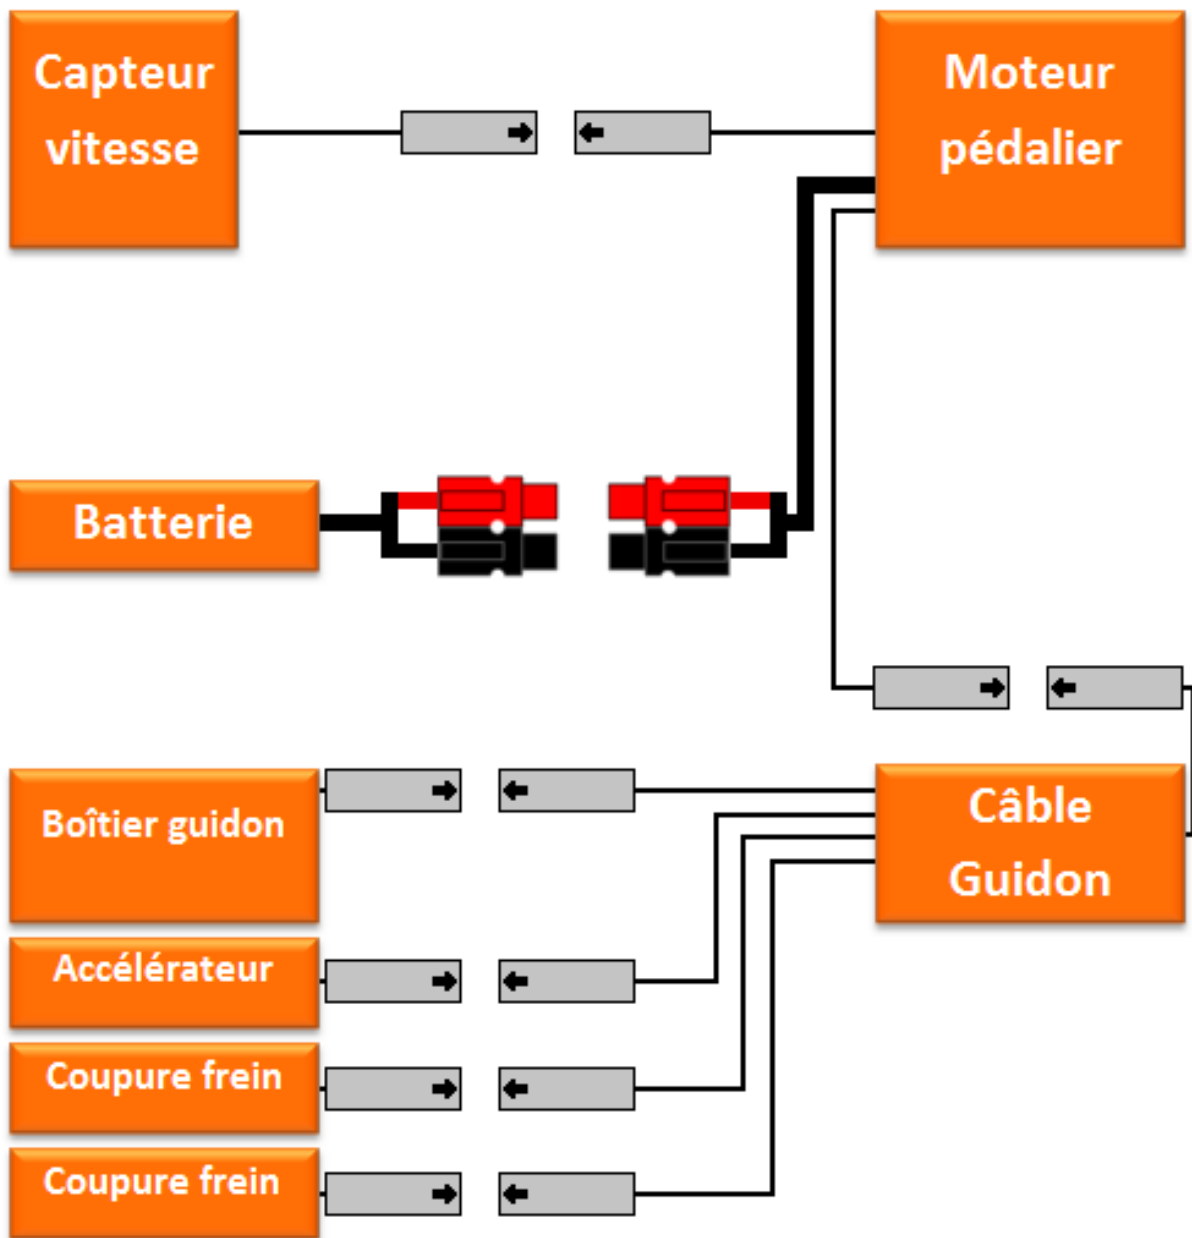 Capteur
vitesse
Moteur
pédalier
Batterie
Boîtier guidon
Câble
Guidon
Accélérateur
Coupure frein
Coupure frein